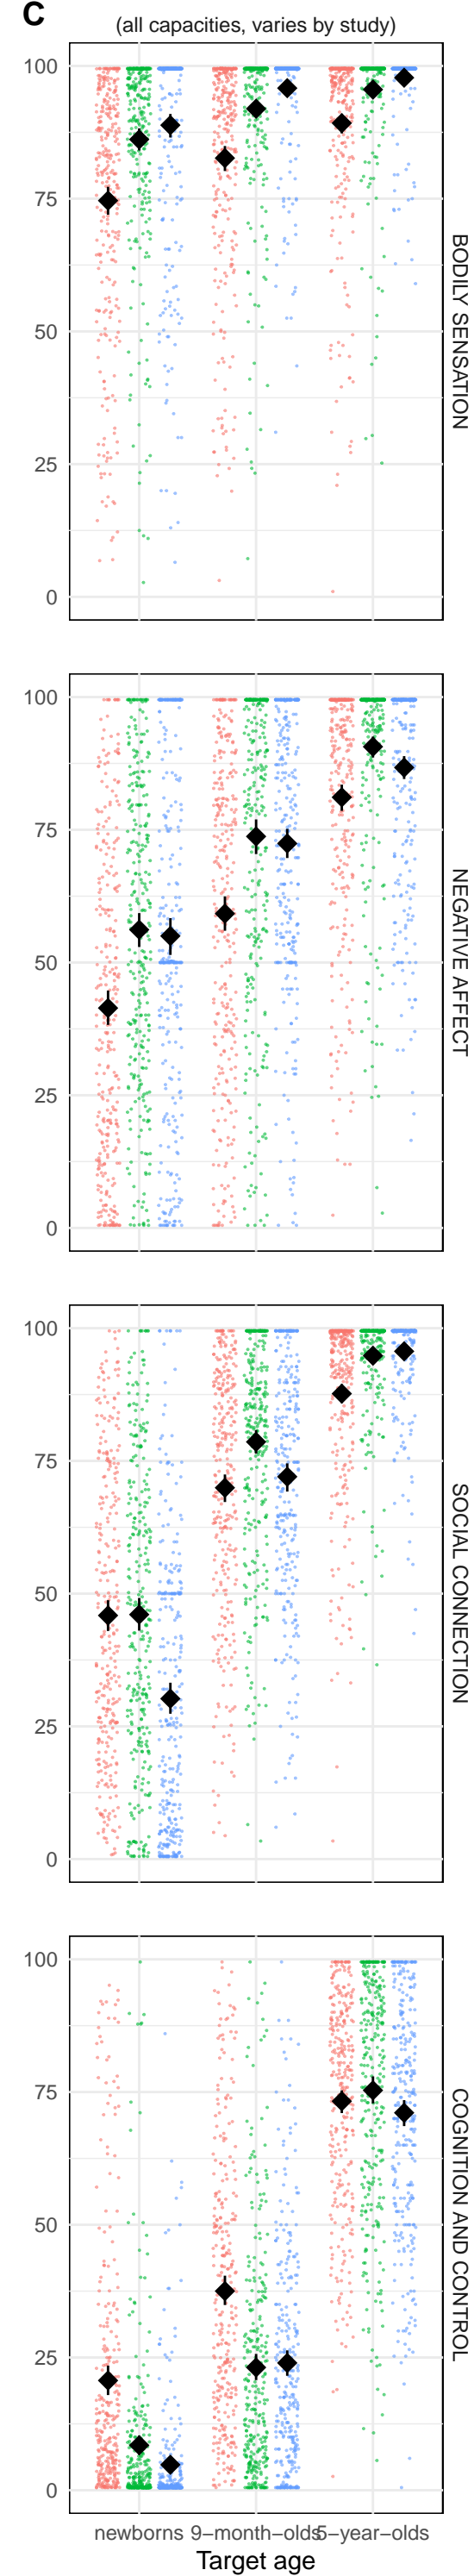 C
(all capacities, varies by study)
100
75
50
25
0
BODILY SENSATION
100
75
50
25
0
NEGATIVE AFFECT
100
75
50
25
0
SOCIAL CONNECTION
100
75
50
25
0
COGNITION AND CONTROL
newborns 9−month−olds 5−year−olds
Target age